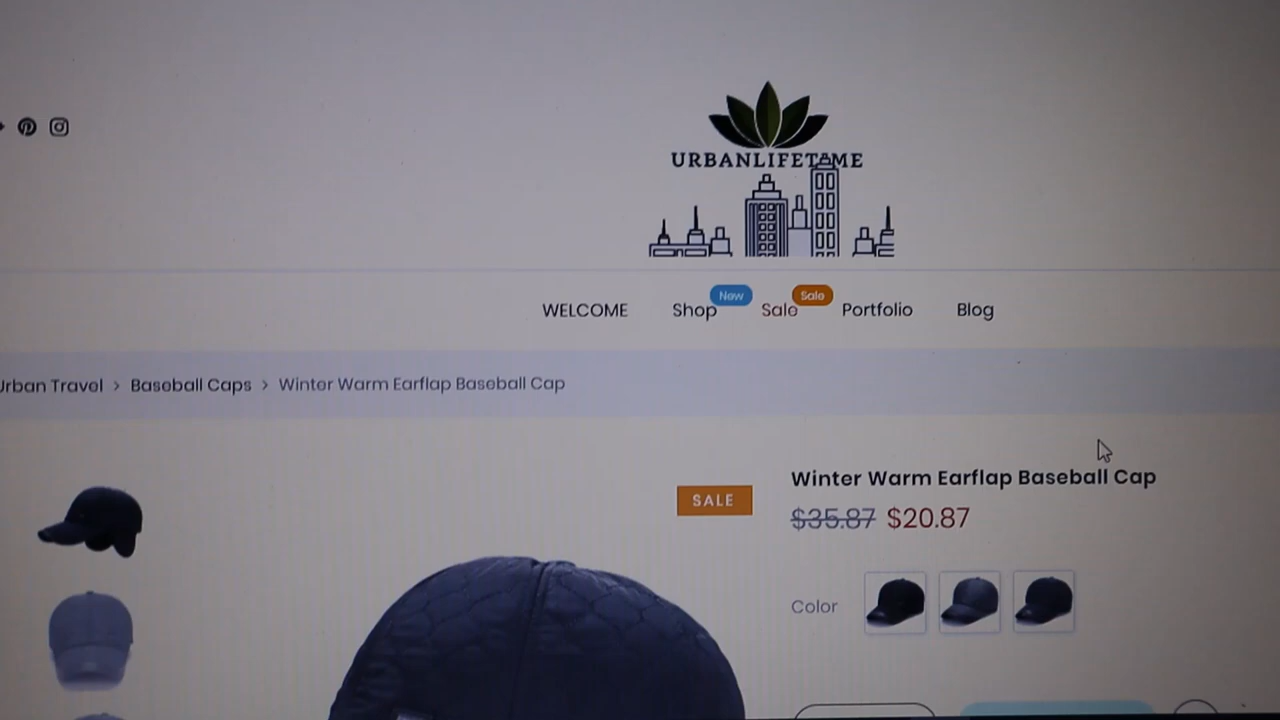 URBANLIFETIME
New
Sale
WELCOME
Shop
Sale
Portfolio
Blog
Urban Travel > Baseball Caps > Winter Warm Earflap Baseball Cap
SALE
Winter Warm Earflap Baseball Cap
$35.87 $20.87
Color